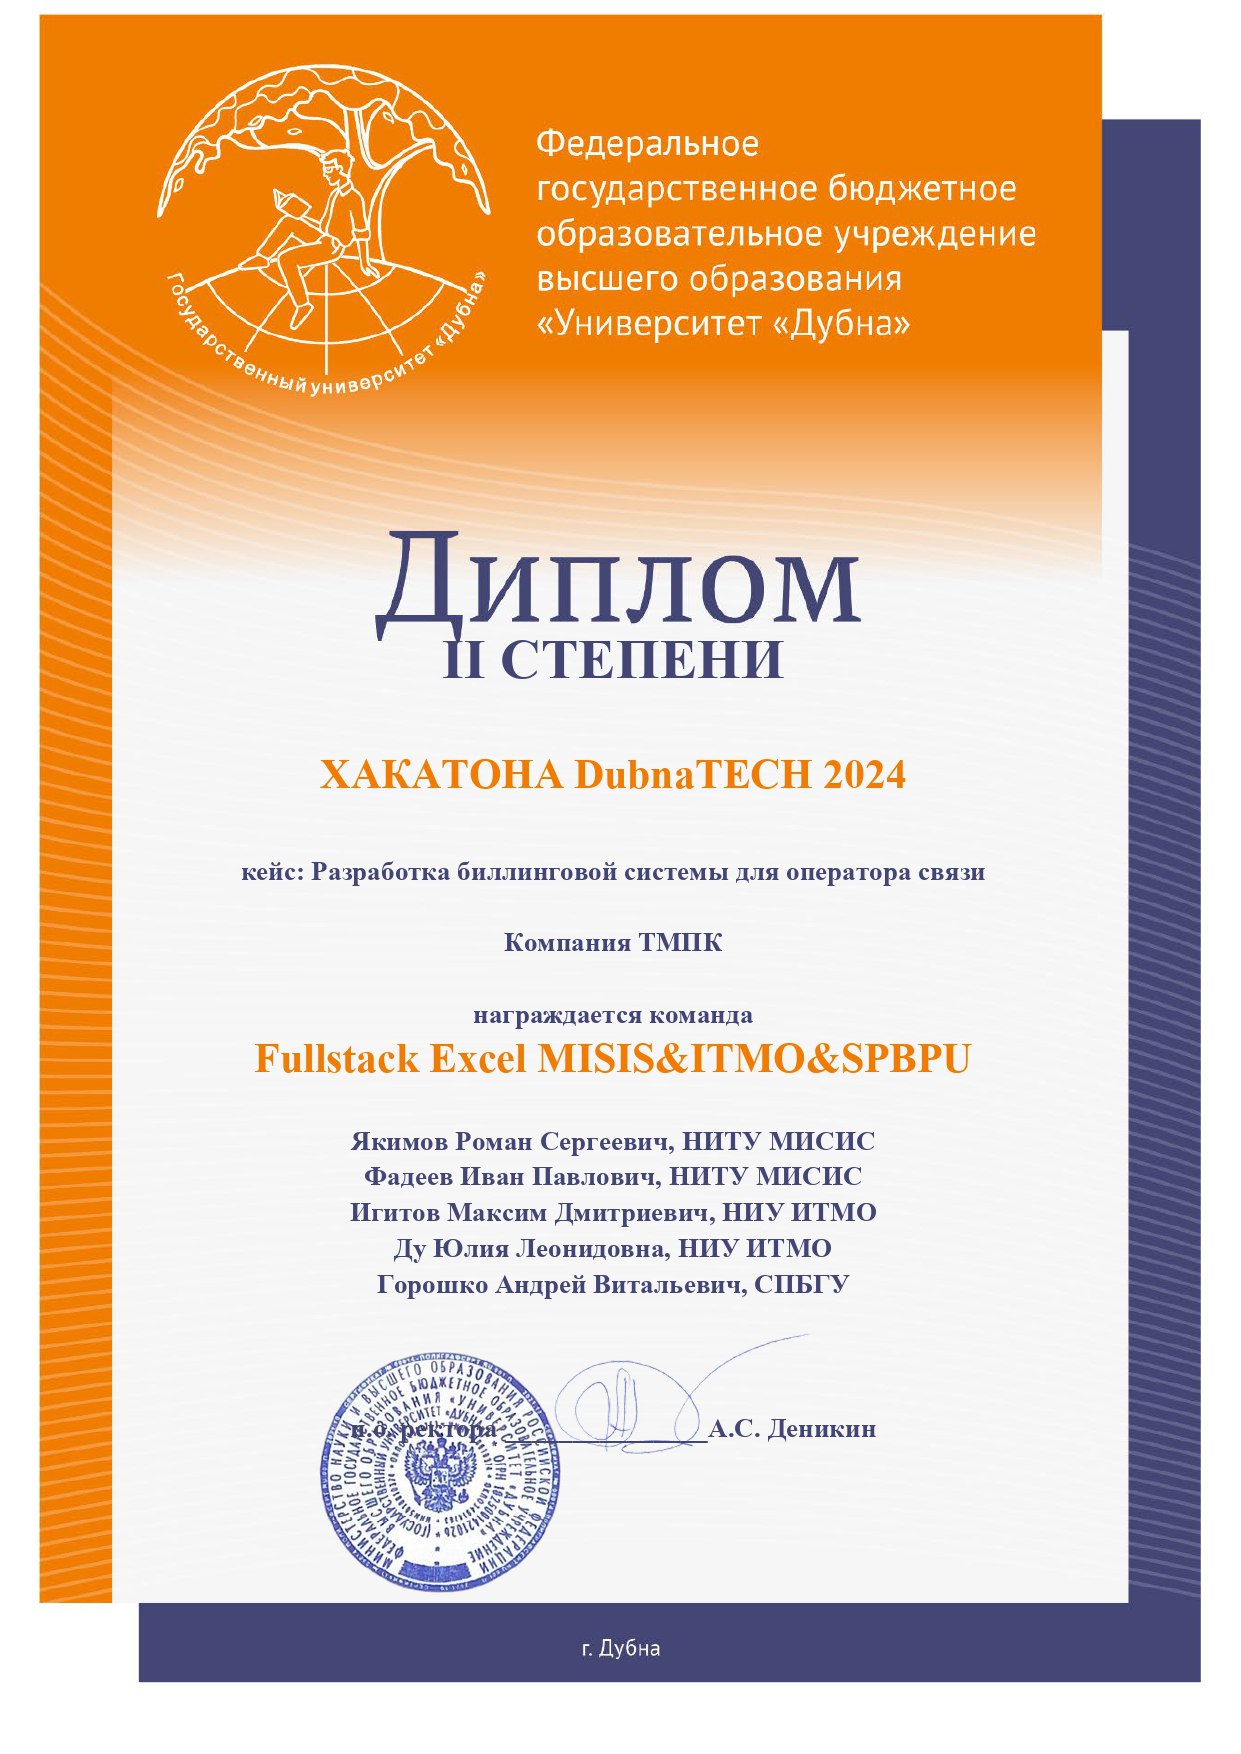 Государственный университет «Дубна»
Федеральное
государственное бюджетное
образовательное учреждение
высшего образования
«Университет «Дубна»
Диплом
II СТЕПЕНИ
ХАКАТОНА DubnaTECH 2024
кейс: Разработка биллинговой системы для оператора связи
Компания ТМПК
награждается команда
Fullstack Excel MISIS&ITMO&SPBPU
Якимов Роман Сергеевич, НИТУ МИСИС
Фадеев Иван Павлович, НИТУ МИСИС
Игитов Максим Дмитриевич, НИУ ИТМО
Ду Юлия Леонидовна, НИУ ИТМО
Горошко Андрей Витальевич, СПБГУ
и.о. ректора А.С. Деникин
МИНИСТЕРСТВО НАУКИ И ВЫСШЕГО ОБРАЗОВАНИЯ РОССИЙСКОЙ ФЕДЕРАЦИИ
ФЕДЕРАЛЬНОЕ ГОСУДАРСТВЕННОЕ БЮДЖЕТНОЕ ОБРАЗОВАТЕЛЬНОЕ УЧРЕЖДЕНИЕ
ВЫСШЕГО ОБРАЗОВАНИЯ «УНИВЕРСИТЕТ «ДУБНА»
г. Дубна